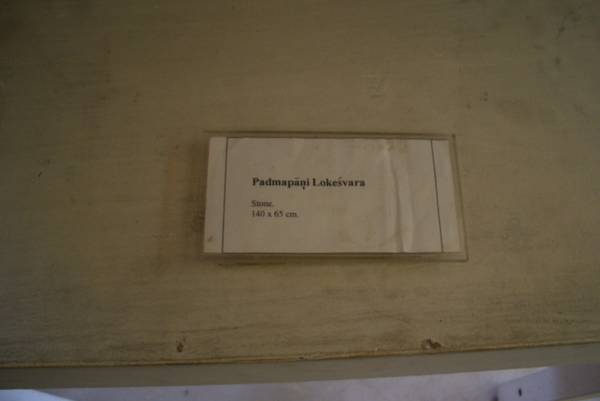 Padmapāṇi Lokeśvara
Stone.
140 x 65 cm.